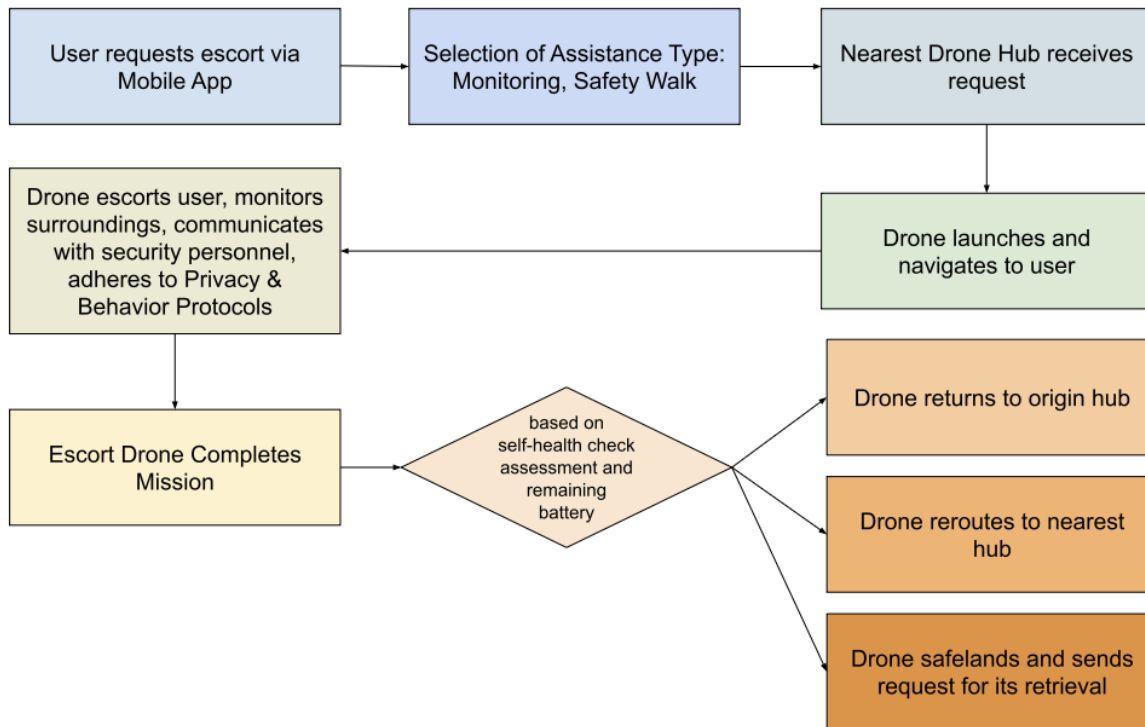 User requests escort via
Mobile App
Selection of Assistance Type:
Monitoring, Safety Walk
Nearest Drone Hub receives
request
Drone launches and
navigates to user
Drone escorts user, monitors
surroundings, communicates
with security personnel,
adheres to Privacy &
Behavior Protocols
Escort Drone Completes
Mission
based on
self-health check
assessment and
remaining
battery
Drone returns to origin hub
Drone reroutes to nearest
hub
Drone safelands and sends
request for its retrieval